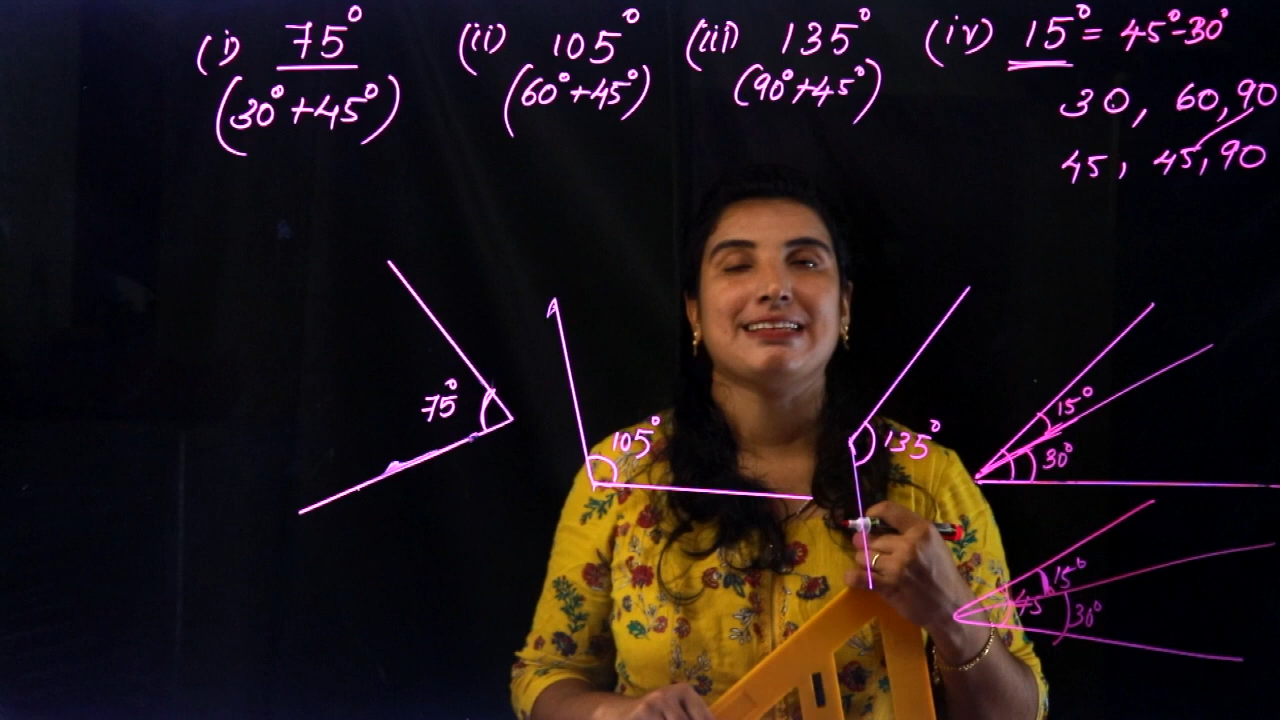 (i) 75° (ii) 105° (iii) 135° (iv) 15° = 45°-30°
(30°+45°) (60°+45°) (90°+45°)
30, 60, 90
45, 45, 90
75°
105°
135°
15°
30°
15°
45
30°